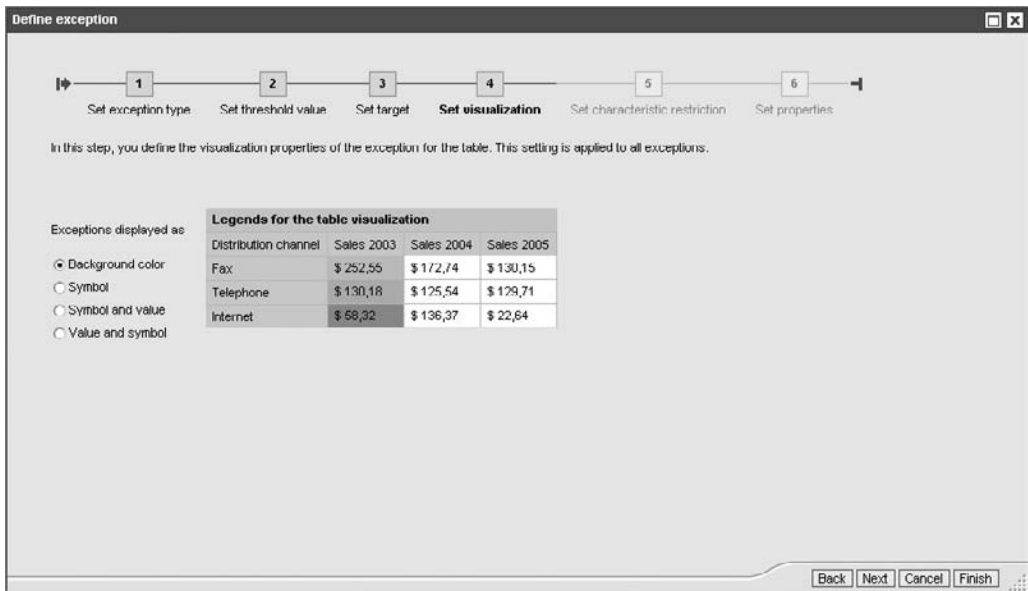 Define exception
1 2 3 4 5 6
Set exception type Set threshold value Set target Set visualization Set characteristic restriction Set properties
In this step, you define the visualization properties of the exception for the table. This setting is applied to all exceptions.
Exceptions displayed as
Background color
Symbol
Symbol and value
Value and symbol
Legends for the table visualization
Distribution channel Sales 2003 Sales 2004 Sales 2005
Fax $ 252,55 $ 172,74 $ 130,15
Telephone $ 130,18 $ 125,54 $ 129,71
Internet $ 58,32 $ 136,37 $ 22,64
Back Next Cancel Finish